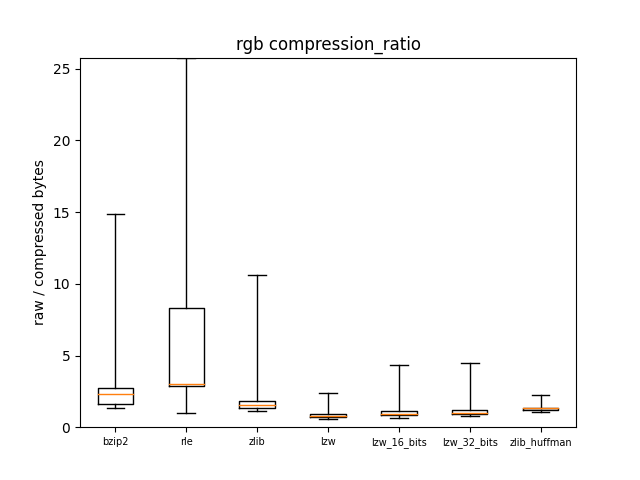 rgb compression_ratio
raw / compressed bytes
25
20
15
10
5
0
bzip2 rle zlib lzw lzw_16_bits lzw_32_bits zlib_huffman